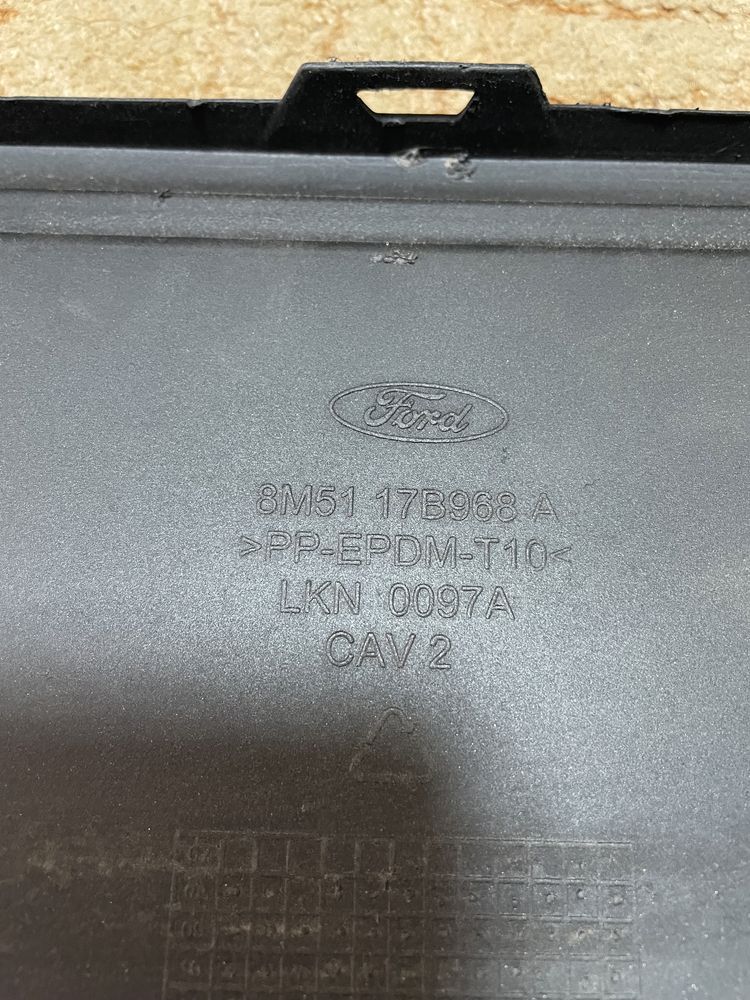 Ford
8M51 17B968 A
>PP-EPDM-T10<
LKN 0097A
CAV 2